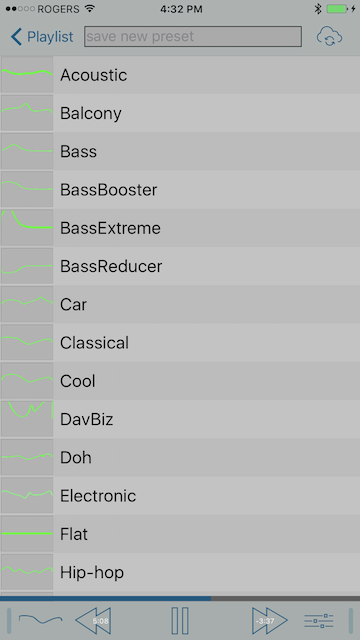 ROGERS 4:32 PM
Playlist save new preset
Acoustic
Balcony
Bass
BassBooster
BassExtreme
BassReducer
Car
Classical
Cool
DavBiz
Doh
Electronic
Flat
Hip-hop
5:08 -3:37